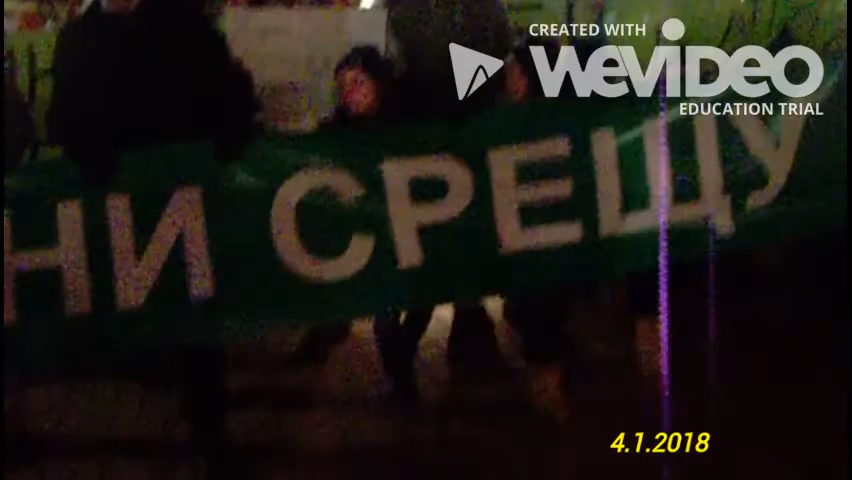 CREATED WITH
WEVIDEO
EDUCATION TRIAL
НИ СРЕЩУ
4.1.2018